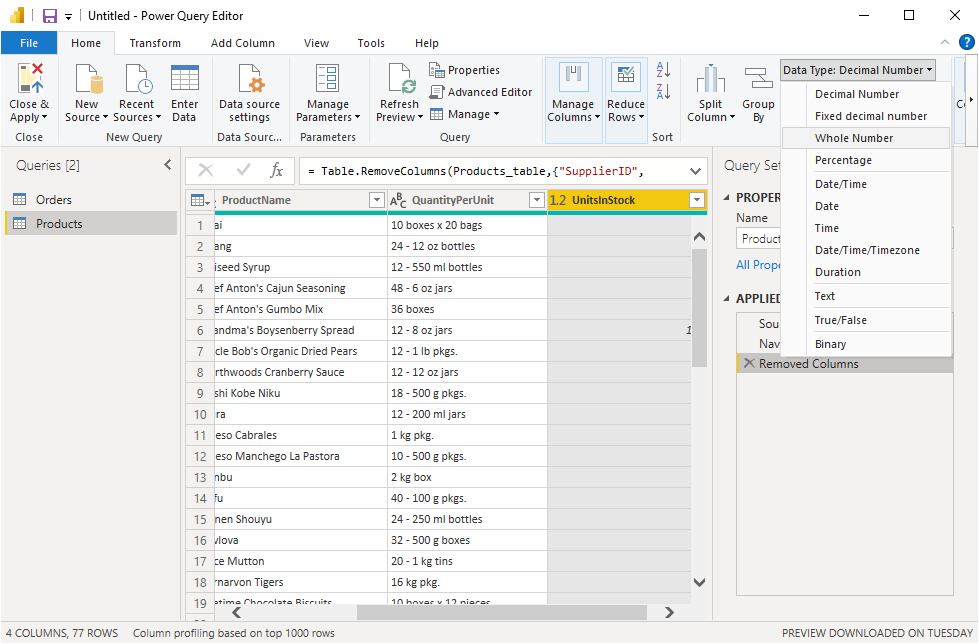 Untitled - Power Query Editor
File Home Transform Add Column View Tools Help
Close & Apply
Close
New Source
Recent Sources
Enter Data
New Query
Data source settings
Data Sourc...
Manage Parameters
Parameters
Refresh Preview
Properties
Advanced Editor
Manage
Query
Manage Columns
Reduce Rows
Sort
Split Column
Group By
Data Type: Decimal Number
Decimal Number
Fixed decimal number
Whole Number
Percentage
Date/Time
Date
Time
Date/Time/Timezone
Duration
Text
True/False
Binary
Queries [2]
Orders
Products
fx = Table.RemoveColumns(Products_table,{"SupplierID",
ProductName ABC QuantityPerUnit 1.2 UnitsInStock
1 ai 10 boxes x 20 bags
2 ang 24 - 12 oz bottles
3 iseed Syrup 12 - 550 ml bottles
4 ef Anton's Cajun Seasoning 48 - 6 oz jars
5 ef Anton's Gumbo Mix 36 boxes
6 andma's Boysenberry Spread 12 - 8 oz jars 1
7 cle Bob's Organic Dried Pears 12 - 1 lb pkgs.
8 rthwoods Cranberry Sauce 12 - 12 oz jars
9 shi Kobe Niku 18 - 500 g pkgs.
10 ra 12 - 200 ml jars
11 eso Cabrales 1 kg pkg.
12 eso Manchego La Pastora 10 - 500 g pkgs.
13 nbu 2 kg box
14 fu 40 - 100 g pkgs.
15 nen Shouyu 24 - 250 ml bottles
16 vlova 32 - 500 g boxes
17 ce Mutton 20 - 1 kg tins
18 rnarvon Tigers 16 kg pkg.
19 atime Chocolate Biscuits 10 boxes x 12 pieces
Query Set
PROPER
Name
Product
All Prope
APPLIED
Sou
Nav
Removed Columns
4 COLUMNS, 77 ROWS Column profiling based on top 1000 rows PREVIEW DOWNLOADED ON TUESDAY